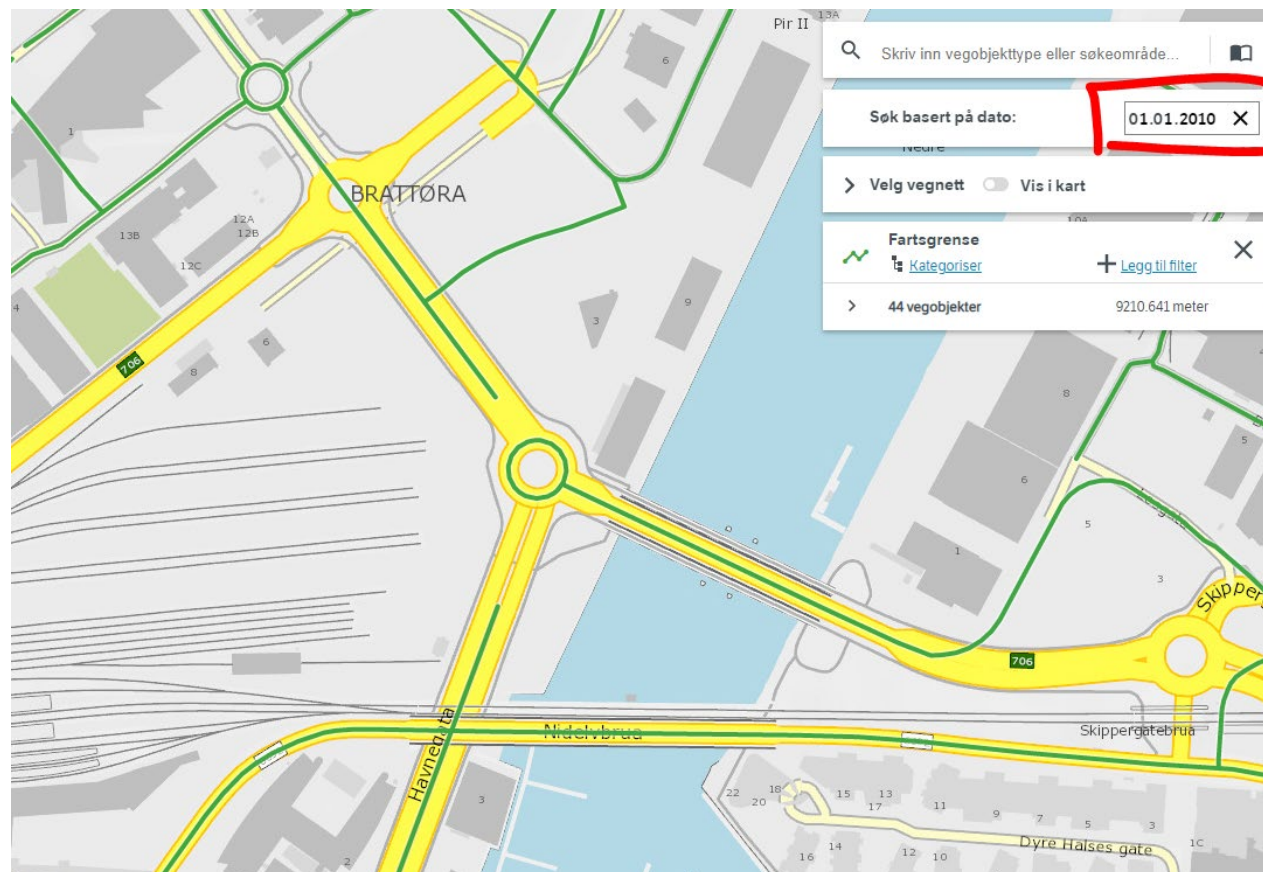 Pir II
13A
Skriv inn vegobjekttype eller søkeområde...
Søk basert på dato:
01.01.2010
Nedre
Velg vegnett
Vis i kart
10A
Fartsgrense
Kategoriser
Legg til filter
44 vegobjekter
9210.641 meter
6
1
BRATTØRA
12A
12B
13B
12C
4
9
3
706
6
8
8
5
6
5
1
3
Skipper
706
Havnegata
Nidelvbrua
Skippergatebrua
3
2
22
18
20
15
13
17
11
9
7
5
3
1C
Dyre Halses gate
16
14
12
10